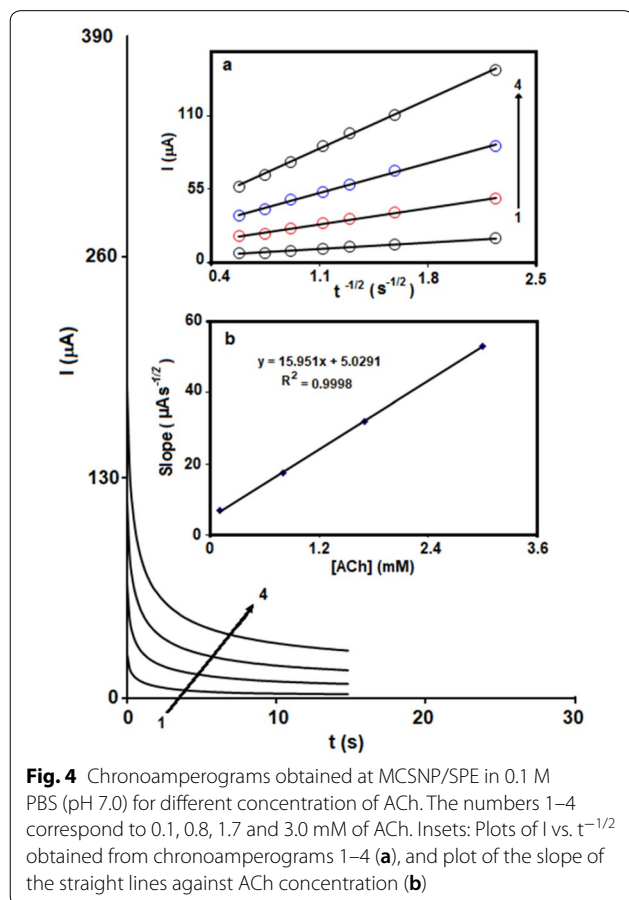 390
260
130
0
I (µA)
0
10
20
30
t (s)
1
4
a
110
55
0
I (µA)
0.4
1.1
1.8
2.5
t -1/2 (s-1/2)
4
1
b
60
40
20
0
Slope ( µA s-1/2)
y = 15.951x + 5.0291
R2 = 0.9998
0
1.2
2.4
3.6
[ACh] (mM)
Fig. 4 Chronoamperograms obtained at MCSNP/SPE in 0.1 M
PBS (pH 7.0) for different concentration of ACh. The numbers 1–4
correspond to 0.1, 0.8, 1.7 and 3.0 mM of ACh. Insets: Plots of I vs. t−1/2
obtained from chronoamperograms 1–4 (a), and plot of the slope of
the straight lines against ACh concentration (b)